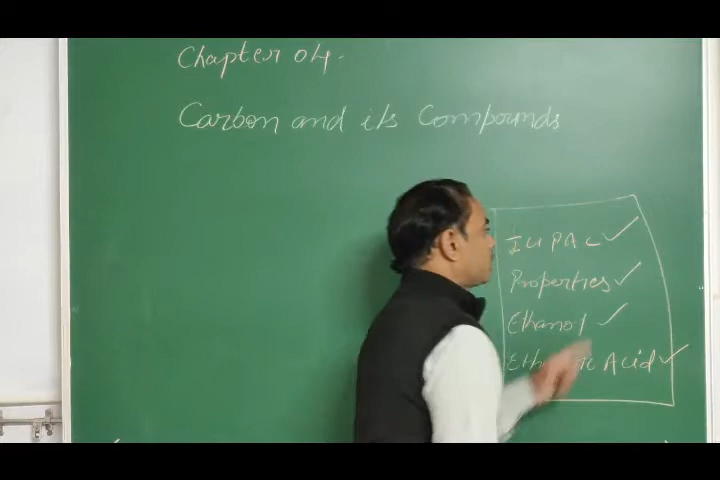 Chapter 04.
Carbon and its Compounds
IUPAC ✓
Properties ✓
Ethanol ✓
Acid ✓